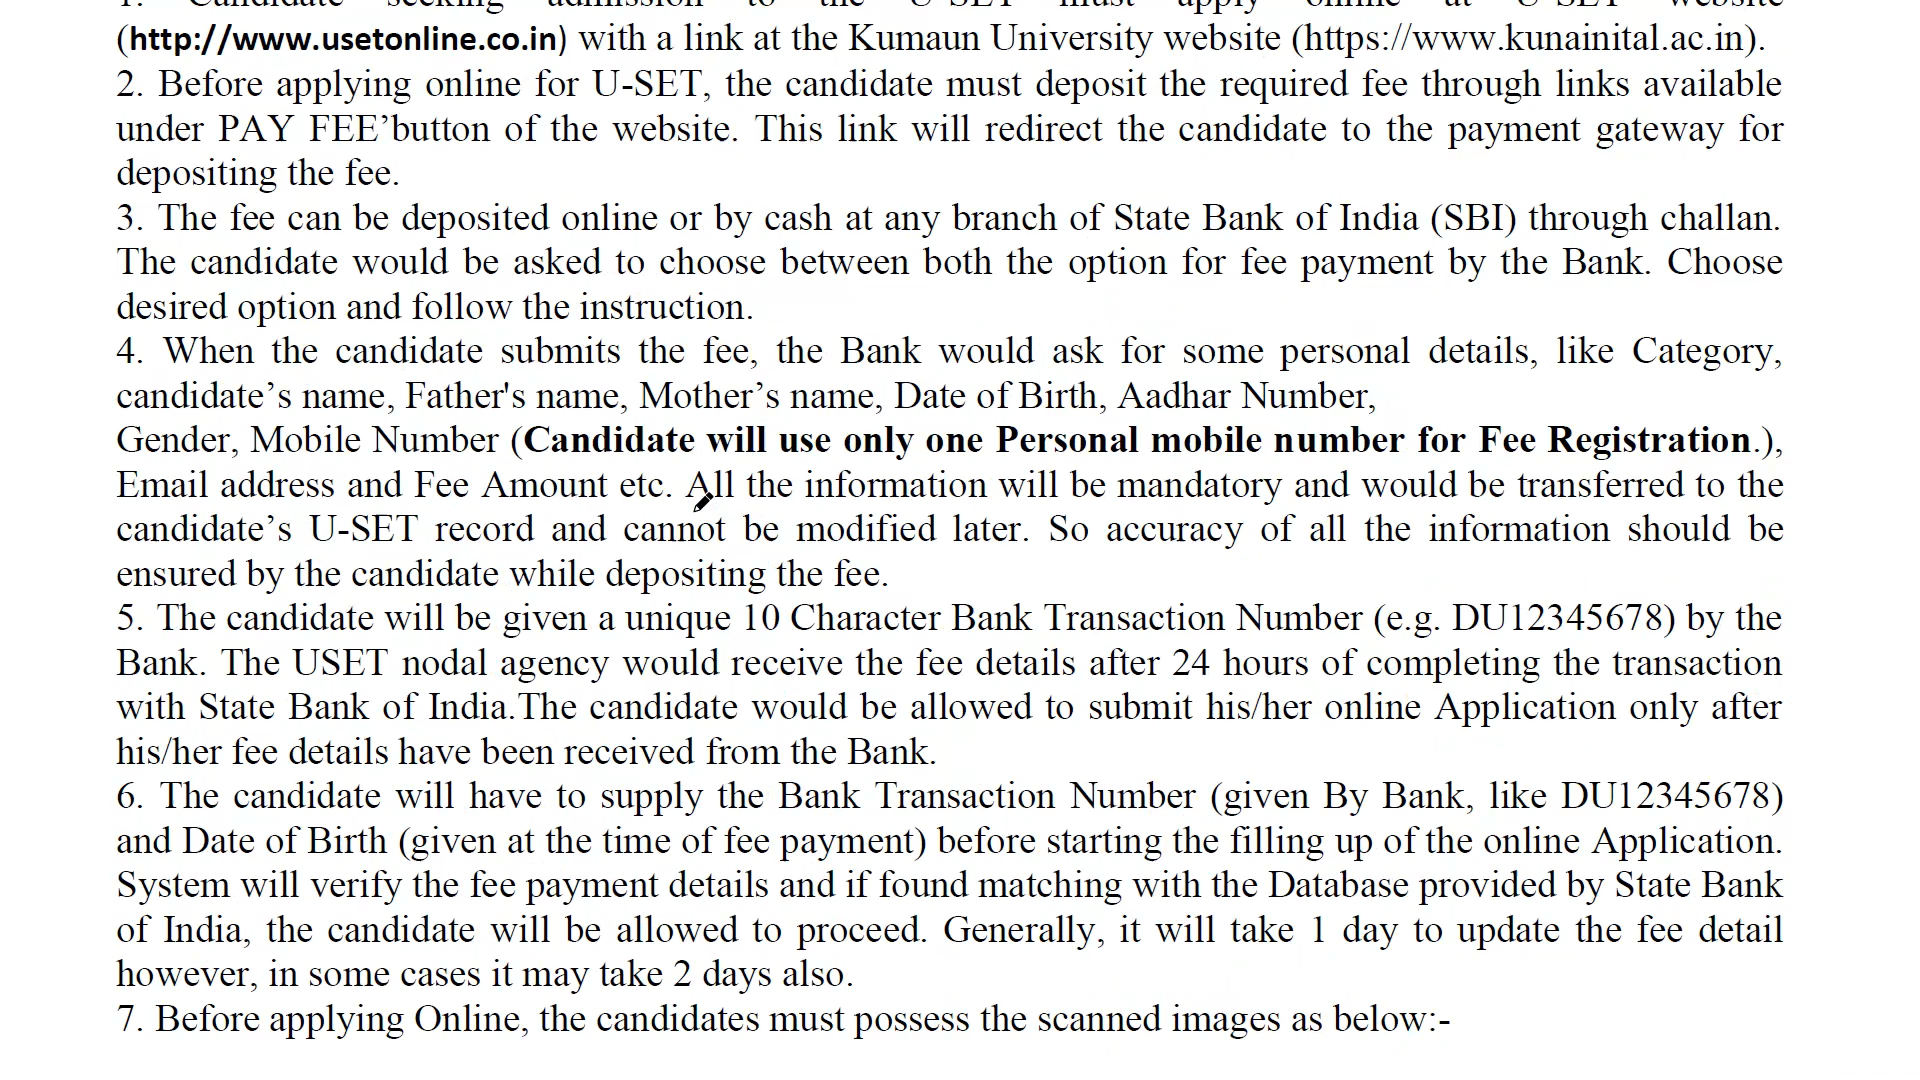 1. Candidate seeking admission to the U-SET must apply online at U-SET website
(http://www.usetonline.co.in) with a link at the Kumaun University website (https://www.kunainital.ac.in).
2. Before applying online for U-SET, the candidate must deposit the required fee through links available
under PAY FEE’button of the website. This link will redirect the candidate to the payment gateway for
depositing the fee.
3. The fee can be deposited online or by cash at any branch of State Bank of India (SBI) through challan.
The candidate would be asked to choose between both the option for fee payment by the Bank. Choose
desired option and follow the instruction.
4. When the candidate submits the fee, the Bank would ask for some personal details, like Category,
candidate’s name, Father's name, Mother’s name, Date of Birth, Aadhar Number,
Gender, Mobile Number (Candidate will use only one Personal mobile number for Fee Registration.),
Email address and Fee Amount etc. All the information will be mandatory and would be transferred to the
candidate’s U-SET record and cannot be modified later. So accuracy of all the information should be
ensured by the candidate while depositing the fee.
5. The candidate will be given a unique 10 Character Bank Transaction Number (e.g. DU12345678) by the
Bank. The USET nodal agency would receive the fee details after 24 hours of completing the transaction
with State Bank of India.The candidate would be allowed to submit his/her online Application only after
his/her fee details have been received from the Bank.
6. The candidate will have to supply the Bank Transaction Number (given By Bank, like DU12345678)
and Date of Birth (given at the time of fee payment) before starting the filling up of the online Application.
System will verify the fee payment details and if found matching with the Database provided by State Bank
of India, the candidate will be allowed to proceed. Generally, it will take 1 day to update the fee detail
however, in some cases it may take 2 days also.
7. Before applying Online, the candidates must possess the scanned images as below:-